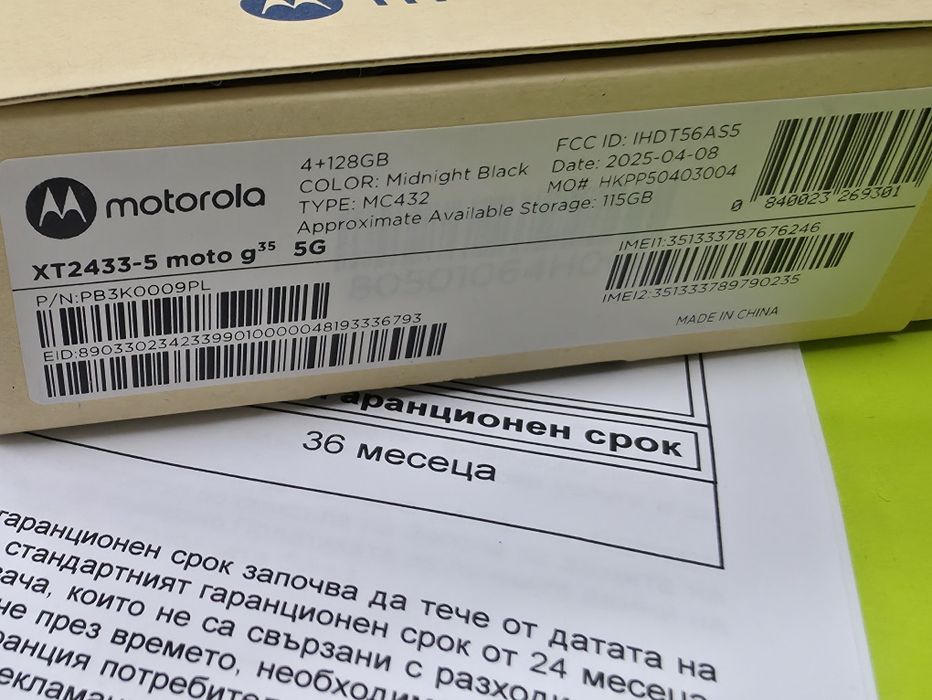 motorola
4+128GB
COLOR: Midnight Black
TYPE: MC432
Approximate Available Storage: 115GB
FCC ID: IHDT56AS5
Date: 2025-04-08
MO#: HKPP50403004
0 840023 269301
XT2433-5 moto g35 5G
P/N:PB3K0009PL
EID:89033023423399010000048193336793
IMEI1:351333787676246
IMEI2:351333789790235
MADE IN CHINA
гаранционен срок
36 месеца
гаранционен срок започва да тече от датата на
стандартният гаранционен срок от 24 месеца
които не са свързани с
през времето,